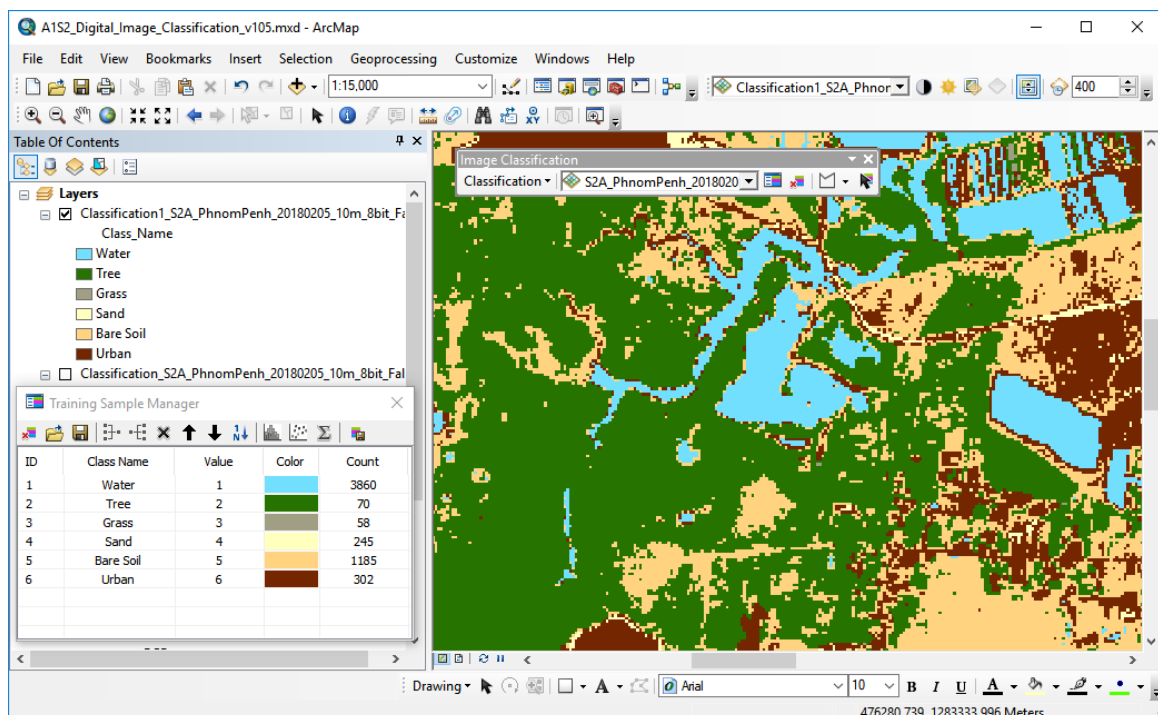 A1S2_Digital_Image_Classification_v105.mxd - ArcMap
File Edit View Bookmarks Insert Selection Geoprocessing Customize Windows Help
1:15,000 Classification1_S2A_Phnor 400
Table Of Contents
Layers
Classification1_S2A_PhnomPenh_20180205_10m_8bit_Fa
Class_Name
Water
Tree
Grass
Sand
Bare Soil
Urban
Classification_S2A_PhnomPenh_20180205_10m_8bit_Fal
Image Classification
Classification S2A_PhnomPenh_2018020
Training Sample Manager
ID Class Name Value Color Count
1 Water 1 3860
2 Tree 2 70
3 Grass 3 58
4 Sand 4 245
5 Bare Soil 5 1185
6 Urban 6 302
Drawing A Arial 10 B I U A
476280.739 1283333.996 Meters